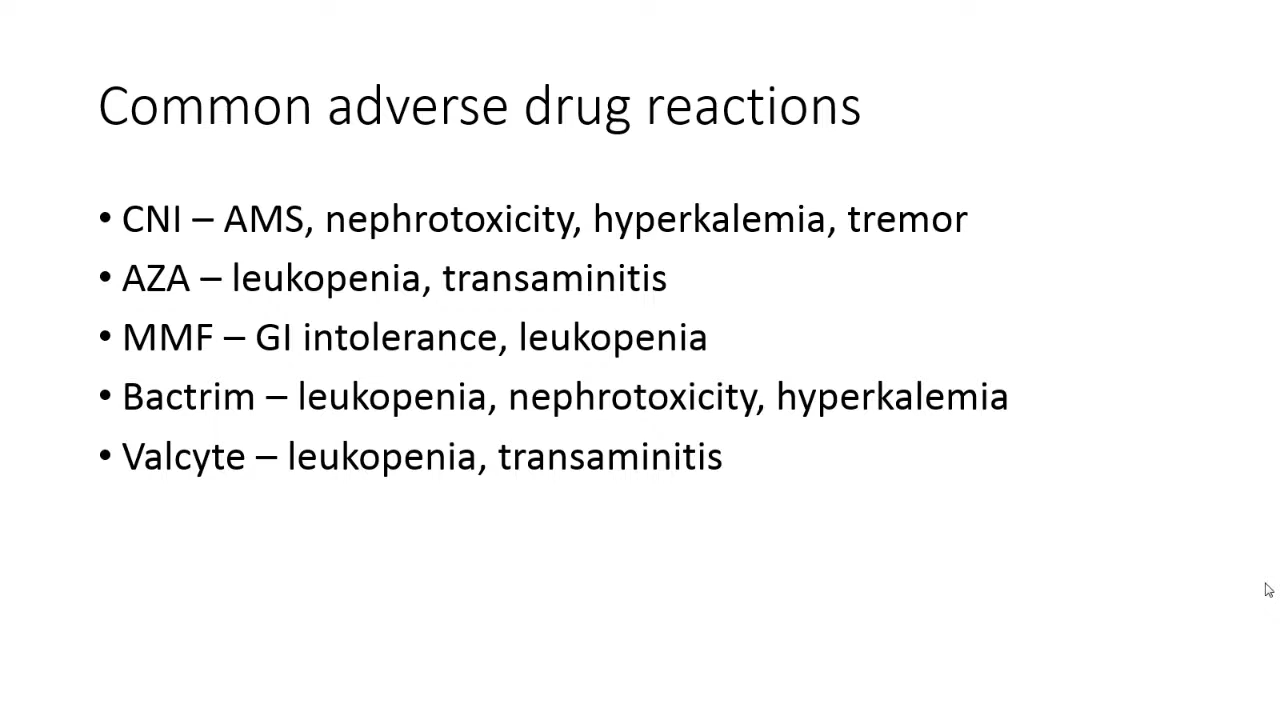 Common adverse drug reactions
• CNI – AMS, nephrotoxicity, hyperkalemia, tremor
• AZA – leukopenia, transaminitis
• MMF – GI intolerance, leukopenia
• Bactrim – leukopenia, nephrotoxicity, hyperkalemia
• Valcyte – leukopenia, transaminitis